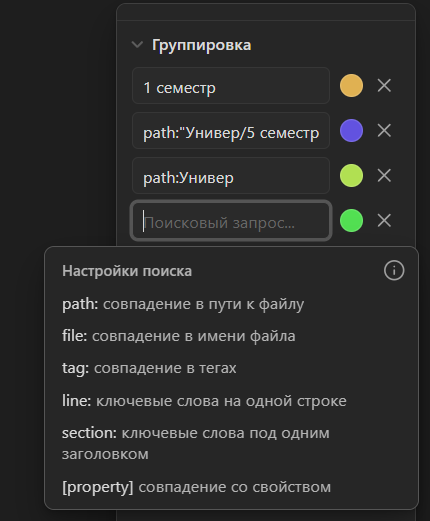 Группировка
1 семестр
path:"Универ/5 семестр
path:Универ
Поисковый запрос...
Настройки поиска
path: совпадение в пути к файлу
file: совпадение в имени файла
tag: совпадение в тегах
line: ключевые слова на одной строке
section: ключевые слова под одним
заголовком
[property] совпадение со свойством